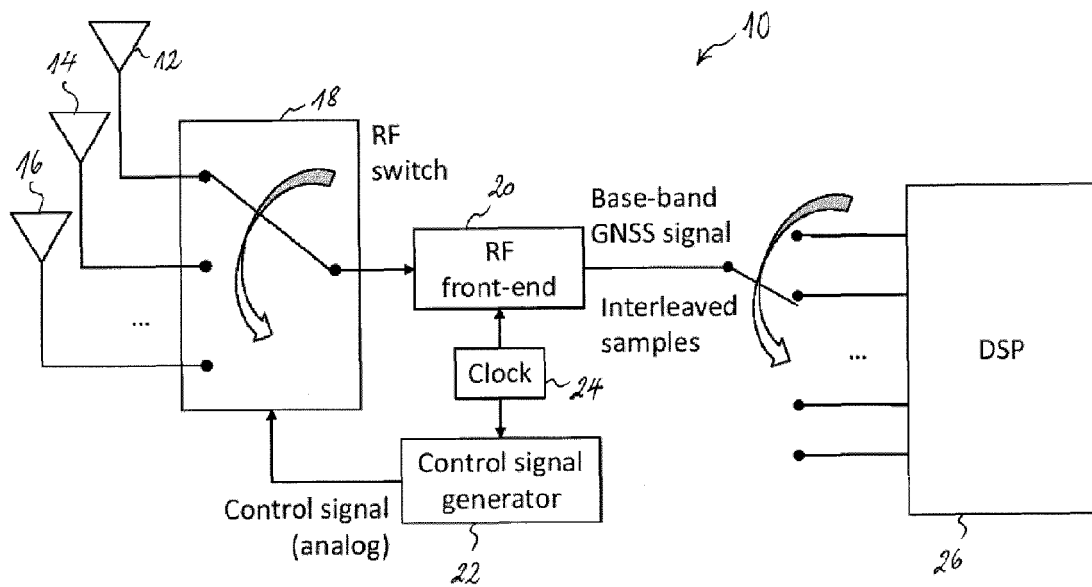 10
12
14
16
18
RF
switch
20
RF
front-end
Base-band
GNSS signal
Interleaved
samples
...
...
DSP
Clock
24
Control signal
generator
Control signal
(analog)
22
26